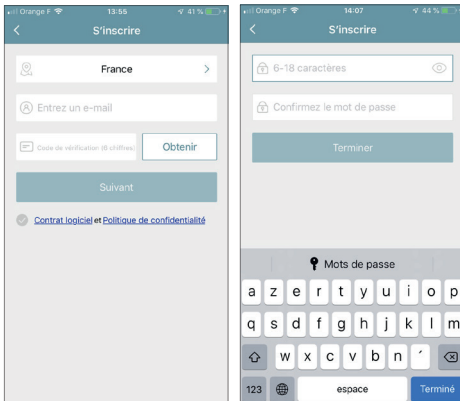 Orange F 13:55 41 %
S'inscrire
France
Entrez un e-mail
Code de vérification (6 chiffres) Obtenir
Suivant
Contrat logiciel et Politique de confidentialité
Orange F 14:07 44 %
S'inscrire
6-18 caractères
Confirmez le mot de passe
Terminer
Mots de passe
a z e r t y u i o p
q s d f g h j k l m
w x c v b n ´
123 espace Terminé